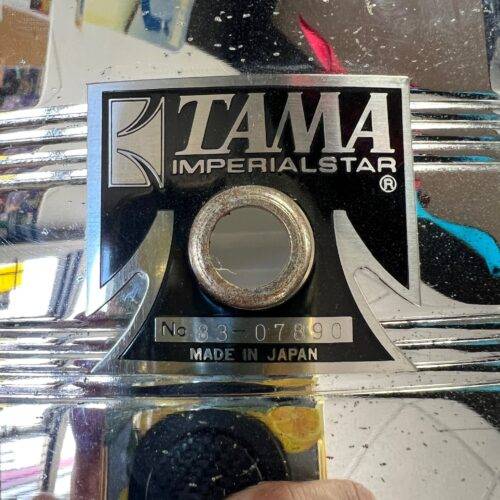 TAMA
IMPERIALSTAR
®
No 83-07890
MADE IN JAPAN